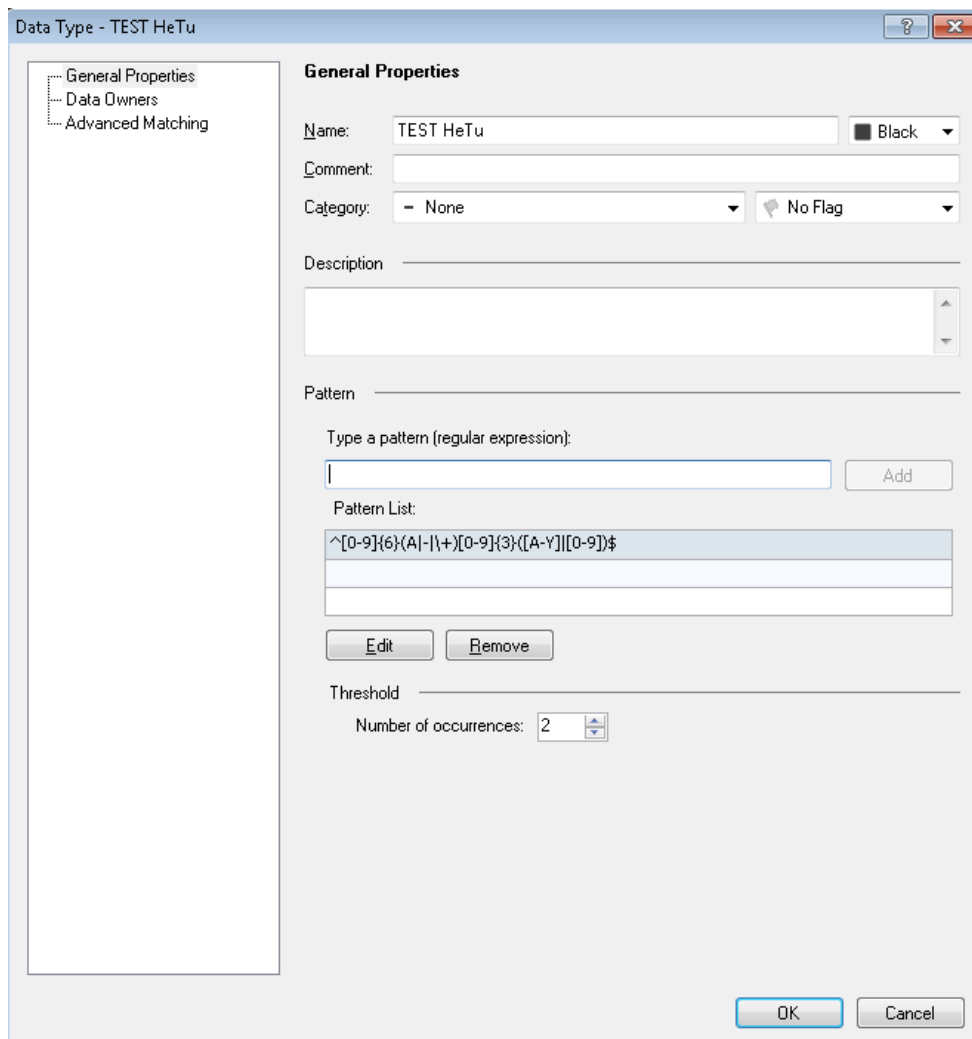 Data Type - TEST HeTu
General Properties
Data Owners
Advanced Matching
General Properties
Name: TEST HeTu Black
Comment:
Category: - None No Flag
Description
Pattern
Type a pattern (regular expression):
Add
Pattern List:
^[0-9]{6}(A|-|\+)[0-9]{3}([A-Y]|[0-9])$
Edit Remove
Threshold
Number of occurrences: 2
OK Cancel